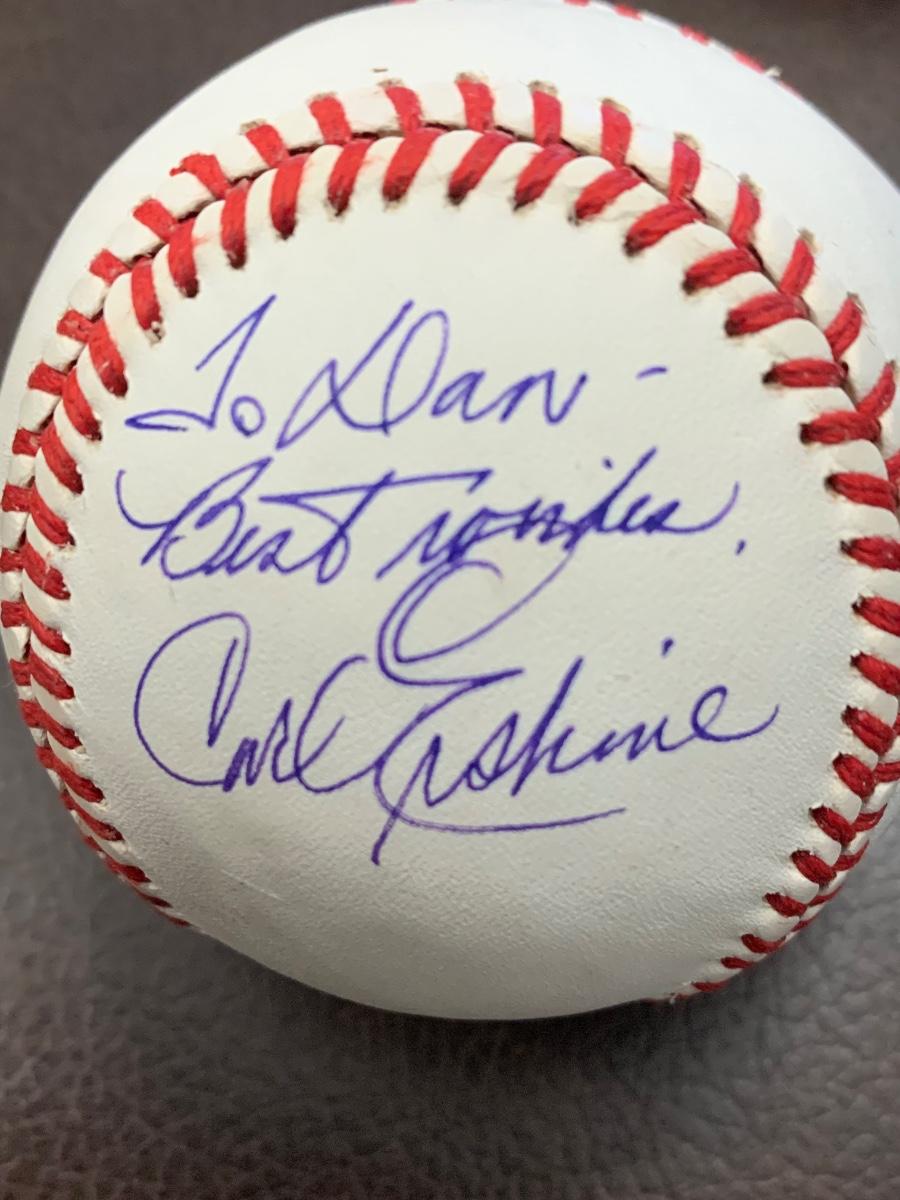 To Dan -
Best wishes.
Carl Erskine